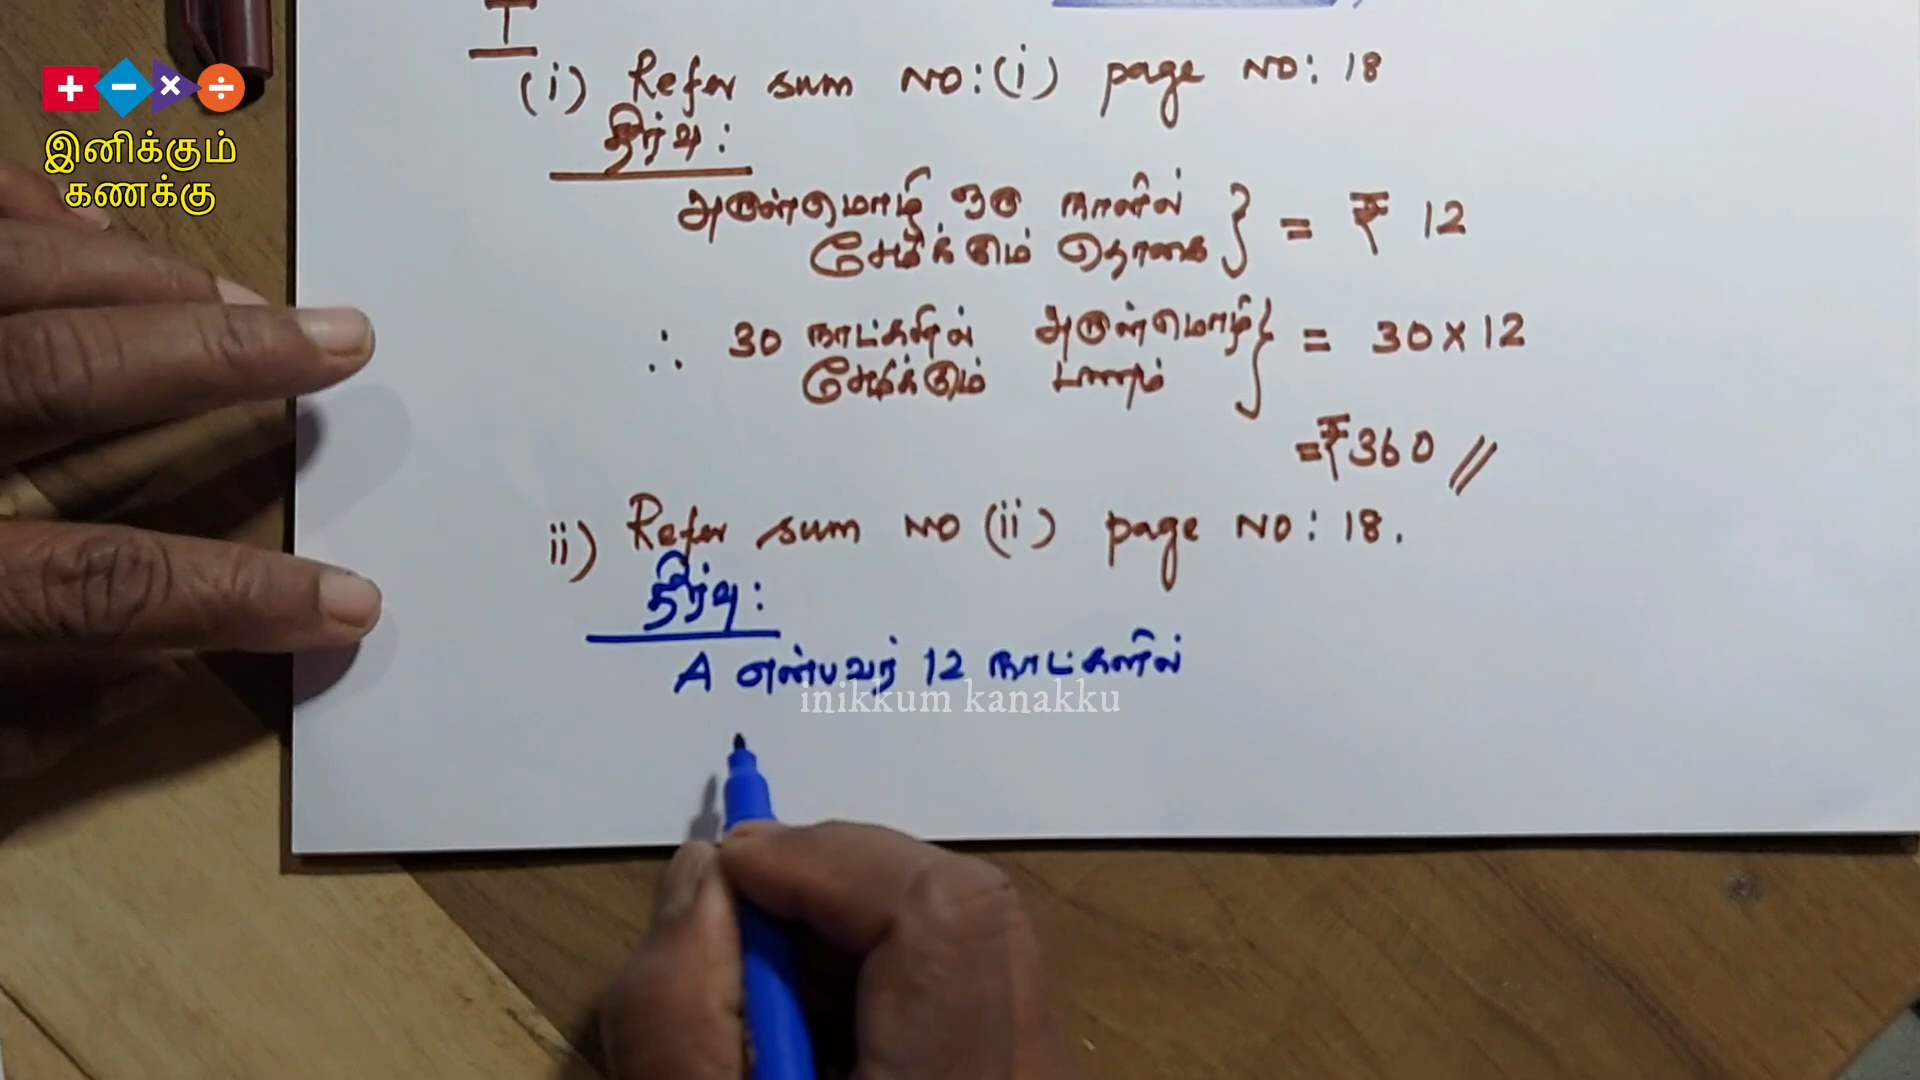 + - × ÷
இனிக்கும்
கணக்கு
I
(i) Refer sum NO:(i) page NO: 18
தீர்வு:
அருள்மொழி ஒரு நாளில்
சேமிக்கும் தொகை } = ₹ 12
∴ 30 நாட்களில் அருள்மொழி
சேமிக்கும் பணம் } = 30 x 12
=₹360 //
ii) Refer sum NO (ii) page NO: 18.
தீர்வு:
A என்பவர் 12 நாட்களில்
inikkum kanakku